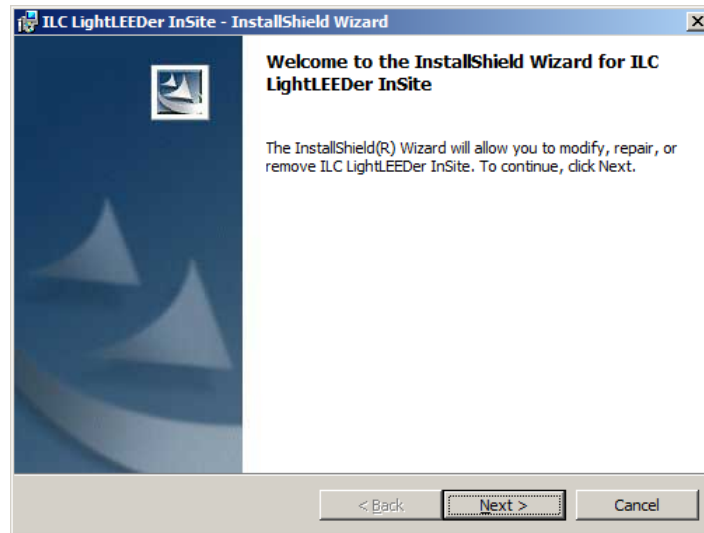 ILC LightLEEDer InSite - InstallShield Wizard
Welcome to the InstallShield Wizard for ILC
LightLEEDer InSite
The InstallShield(R) Wizard will allow you to modify, repair, or
remove ILC LightLEEDer InSite. To continue, click Next.
< Back
Next >
Cancel